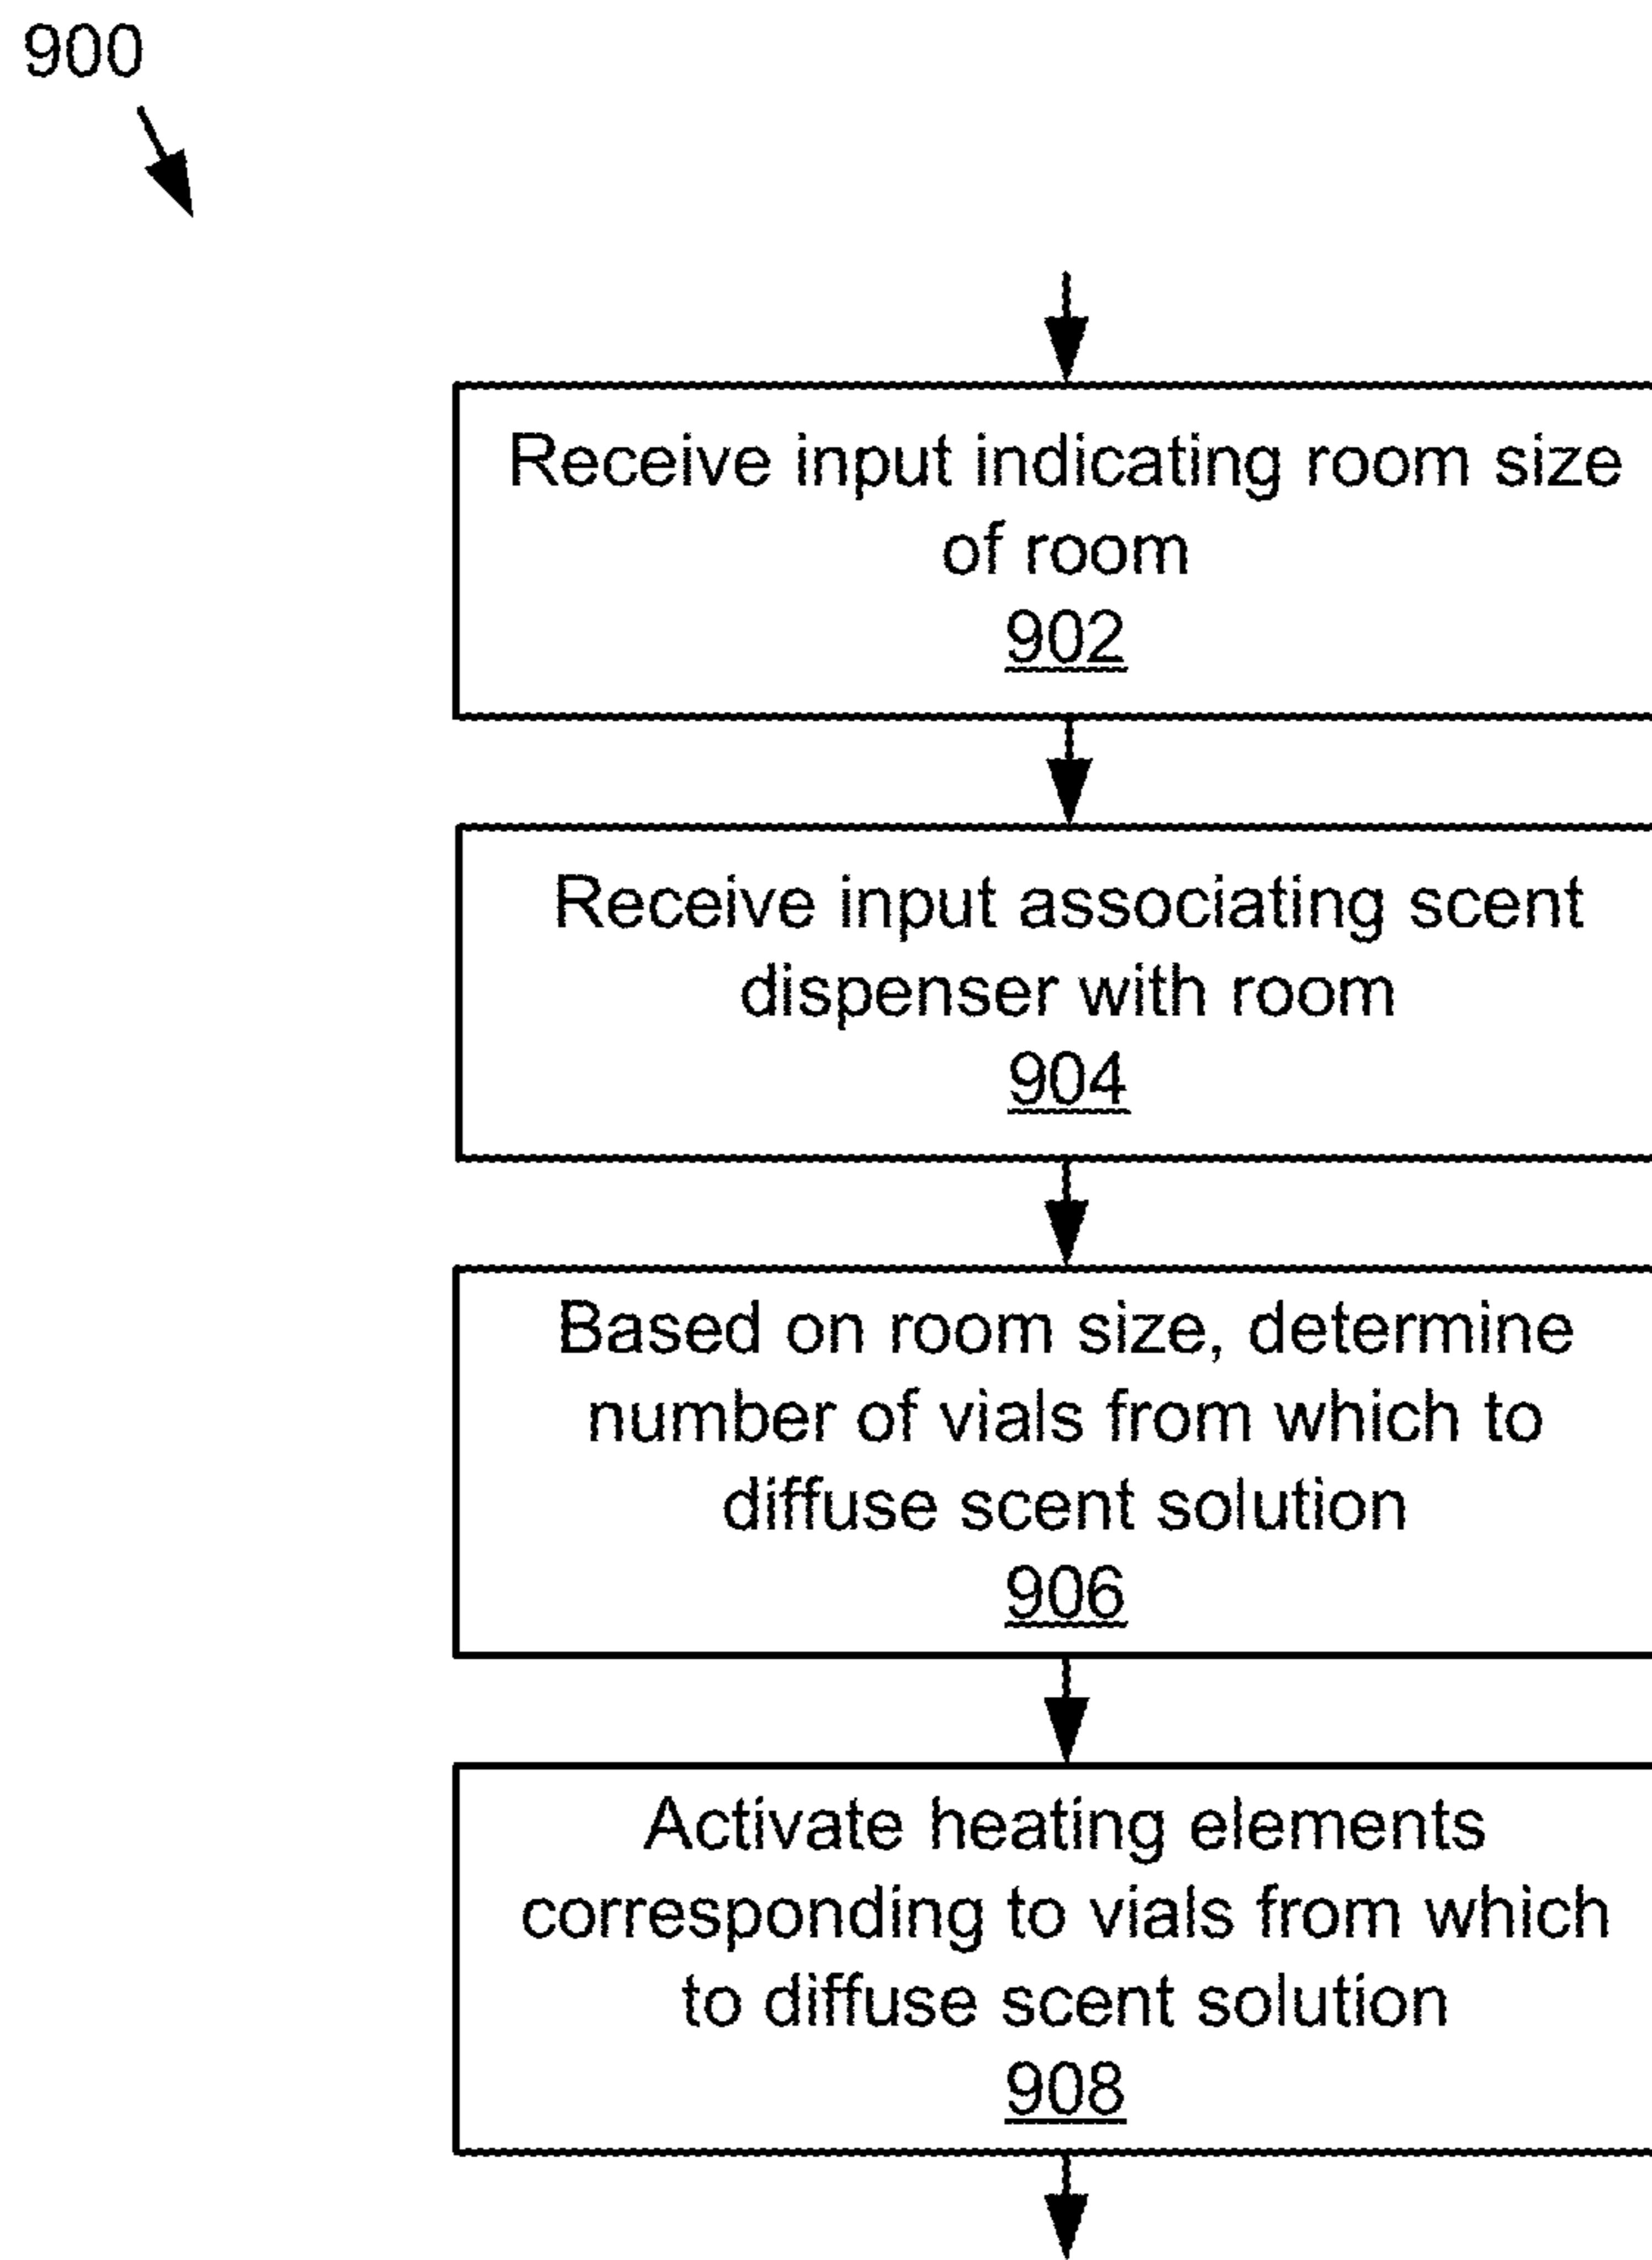 900
Receive input indicating room size
of room
902
Receive input associating scent
dispenser with room
904
Based on room size, determine
number of vials from which to
diffuse scent solution
906
Activate heating elements
corresponding to vials from which
to diffuse scent solution
908